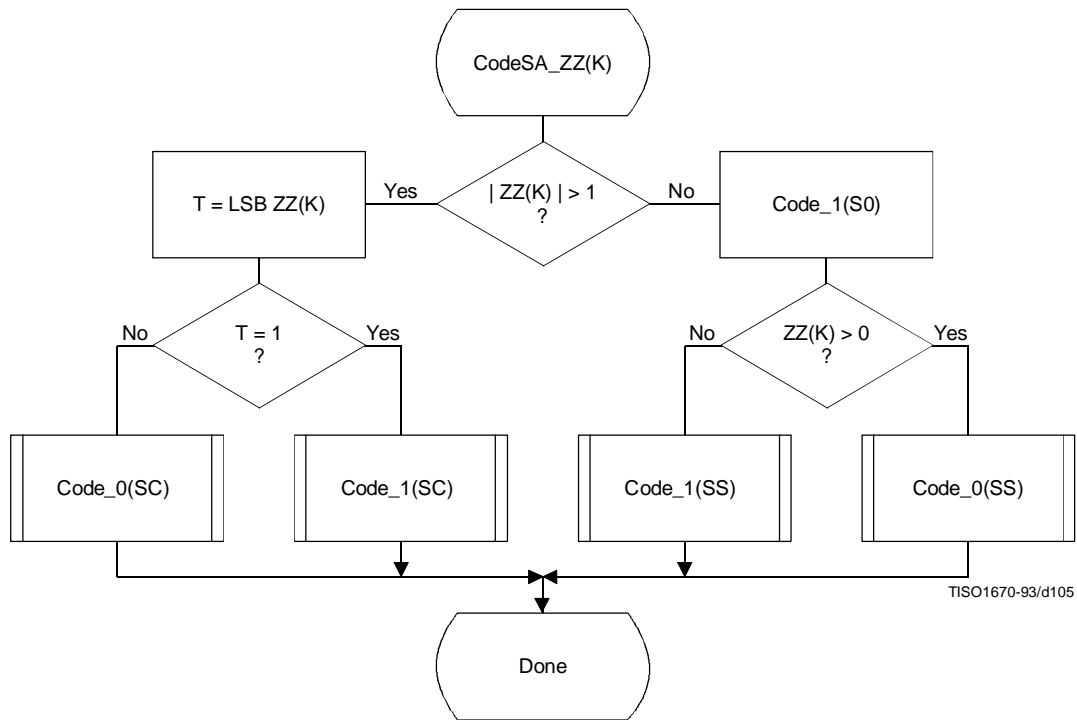 CodeSA_ZZ(K)
| ZZ(K) | > 1
?
Yes
No
T = LSB ZZ(K)
Code_1(S0)
T = 1
?
No
Yes
ZZ(K) > 0
?
No
Yes
Code_0(SC)
Code_1(SC)
Code_1(SS)
Code_0(SS)
TISO1670-93/d105
Done